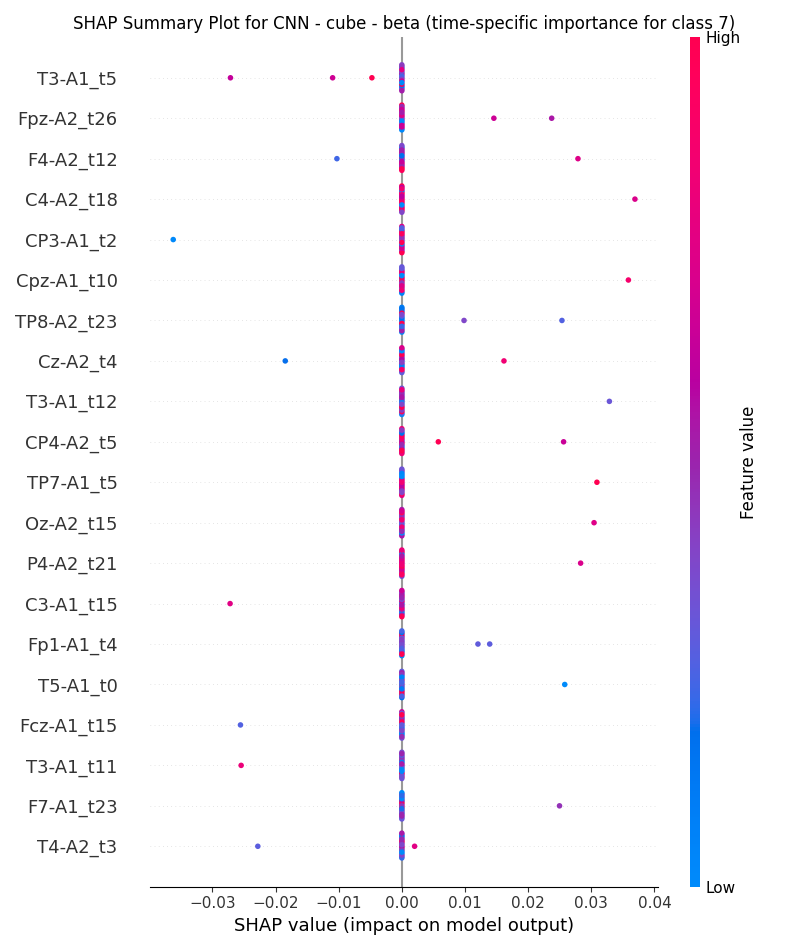 SHAP Summary Plot for CNN - cube - beta (time-specific importance for class 7)
High
T3-A1_t5
Fpz-A2_t26
F4-A2_t12
C4-A2_t18
CP3-A1_t2
Cpz-A1_t10
TP8-A2_t23
Cz-A2_t4
T3-A1_t12
CP4-A2_t5
TP7-A1_t5
Oz-A2_t15
P4-A2_t21
C3-A1_t15
Fp1-A1_t4
T5-A1_t0
Fcz-A1_t15
T3-A1_t11
F7-A1_t23
T4-A2_t3
Feature value
Low
−0.03 −0.02 −0.01 0.00 0.01 0.02 0.03 0.04
SHAP value (impact on model output)